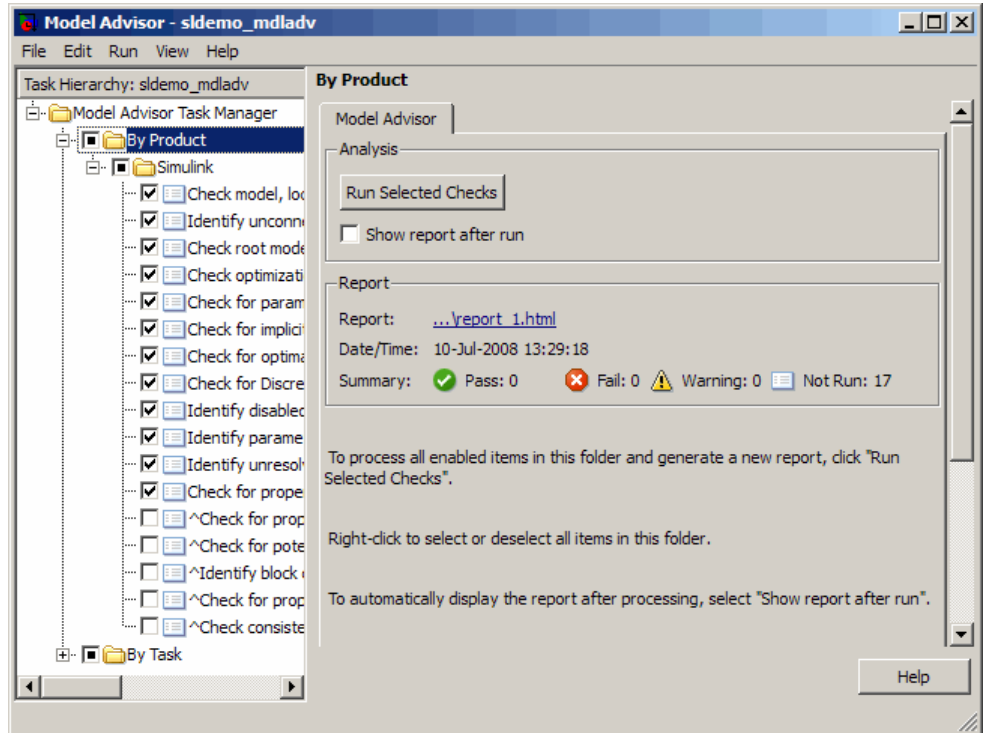 Model Advisor - sldemo_mdladv
File Edit Run View Help
Task Hierarchy: sldemo_mdladv
Model Advisor Task Manager
By Product
Simulink
Check model, loc
Identify unconn
Check root mode
Check optimizati
Check for param
Check for implici
Check for optima
Check for Discre
Identify disabled
Identify parame
Identify unresol
Check for prope
^Check for prop
^Check for pote
^Identify block
^Check for prop
^Check consiste
By Task
By Product
Model Advisor
Analysis
Run Selected Checks
Show report after run
Report
Report: ...\report_1.html
Date/Time: 10-Jul-2008 13:29:18
Summary: Pass: 0 Fail: 0 Warning: 0 Not Run: 17
To process all enabled items in this folder and generate a new report, click "Run
Selected Checks".
Right-click to select or deselect all items in this folder.
To automatically display the report after processing, select "Show report after run".
Help